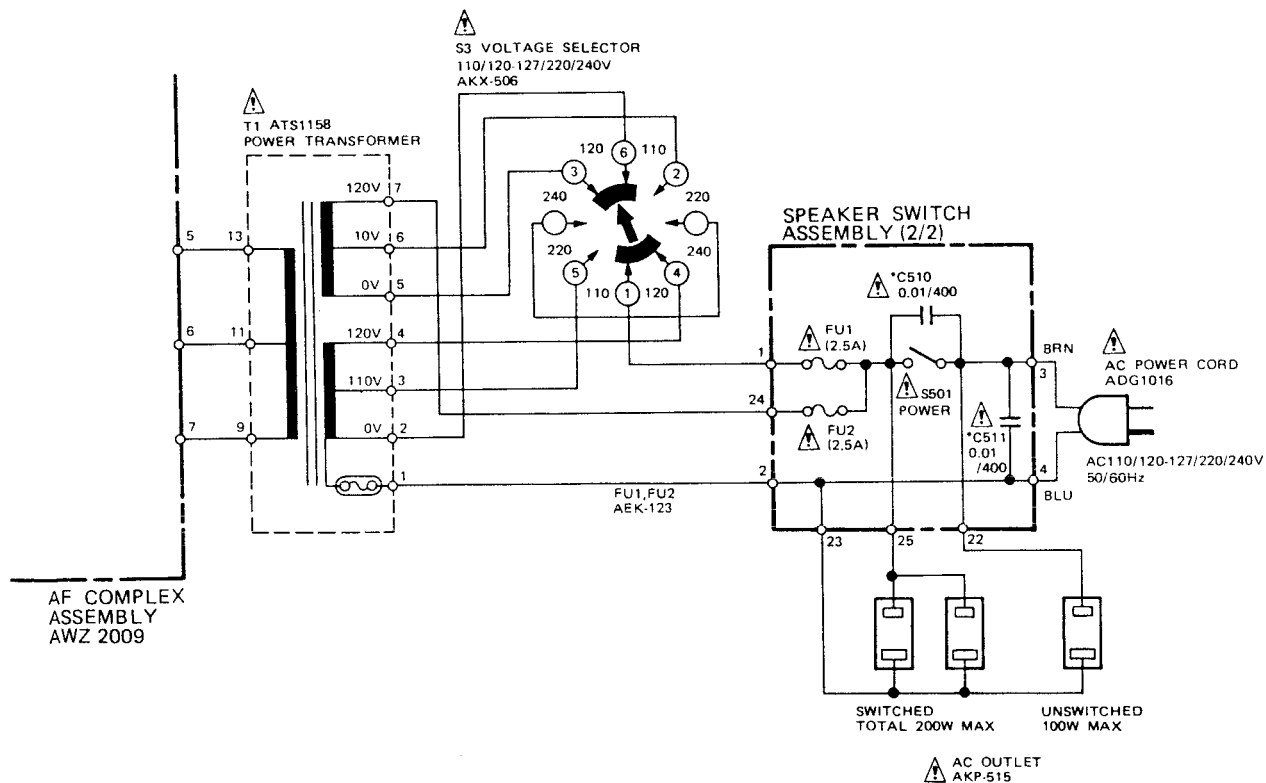 S3 VOLTAGE SELECTOR
110/120-127/220/240V
AKX-506
T1 ATS1158
POWER TRANSFORMER
120V 7
10V 6
0V 5
120V 4
110V 3
0V 2
1
13
11
9
5
6
7
120 6 110
3 2
240 220
220 240
5 4
110 1 120
SPEAKER SWITCH
ASSEMBLY (2/2)
*C510
0.01/400
FU1
(2.5A)
S501
POWER
FU2
(2.5A)
*C511
0.01
/400
1
24
2
BRN
3
4
BLU
23 25 22
AC POWER CORD
ADG1016
AC110/120-127/220/240V
50/60Hz
FU1,FU2
AEK-123
AF COMPLEX
ASSEMBLY
AWZ 2009
SWITCHED
TOTAL 200W MAX
UNSWITCHED
100W MAX
AC OUTLET
AKP-515